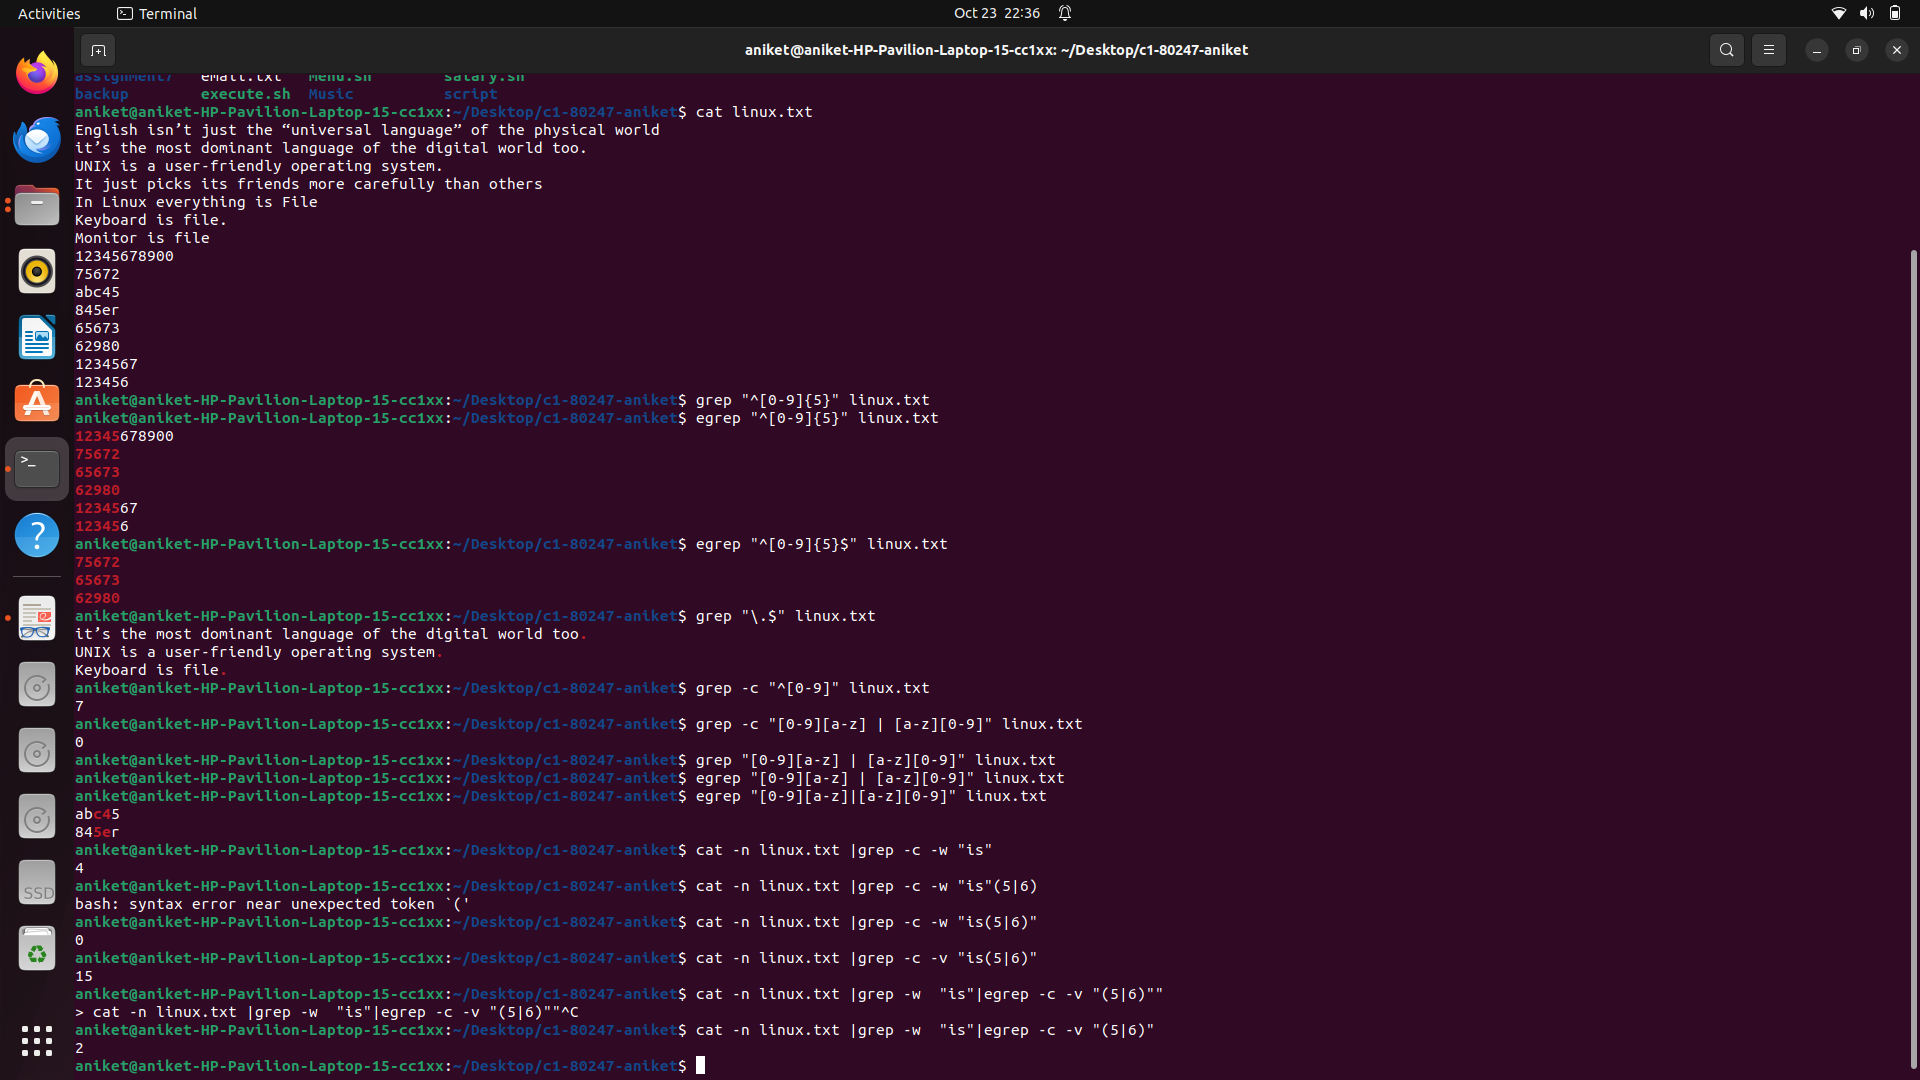 Activities
Terminal
Oct 23 22:36
aniket@aniket-HP-Pavilion-Laptop-15-cc1xx: ~/Desktop/c1-80247-aniket
assignment7 email.txt Menu.sh salary.sh
backup execute.sh Music script
aniket@aniket-HP-Pavilion-Laptop-15-cc1xx:~/Desktop/c1-80247-aniket$ cat linux.txt
English isn’t just the “universal language” of the physical world
it’s the most dominant language of the digital world too.
UNIX is a user-friendly operating system.
It just picks its friends more carefully than others
In Linux everything is File
Keyboard is file.
Monitor is file
12345678900
75672
abc45
845er
65673
62980
1234567
123456
aniket@aniket-HP-Pavilion-Laptop-15-cc1xx:~/Desktop/c1-80247-aniket$ grep "^[0-9]{5}" linux.txt
aniket@aniket-HP-Pavilion-Laptop-15-cc1xx:~/Desktop/c1-80247-aniket$ egrep "^[0-9]{5}" linux.txt
12345678900
75672
65673
62980
1234567
123456
aniket@aniket-HP-Pavilion-Laptop-15-cc1xx:~/Desktop/c1-80247-aniket$ egrep "^[0-9]{5}$" linux.txt
75672
65673
62980
aniket@aniket-HP-Pavilion-Laptop-15-cc1xx:~/Desktop/c1-80247-aniket$ grep "\.$" linux.txt
it’s the most dominant language of the digital world too.
UNIX is a user-friendly operating system.
Keyboard is file.
aniket@aniket-HP-Pavilion-Laptop-15-cc1xx:~/Desktop/c1-80247-aniket$ grep -c "^[0-9]" linux.txt
7
aniket@aniket-HP-Pavilion-Laptop-15-cc1xx:~/Desktop/c1-80247-aniket$ grep -c "[0-9][a-z] | [a-z][0-9]" linux.txt
0
aniket@aniket-HP-Pavilion-Laptop-15-cc1xx:~/Desktop/c1-80247-aniket$ grep "[0-9][a-z] | [a-z][0-9]" linux.txt
aniket@aniket-HP-Pavilion-Laptop-15-cc1xx:~/Desktop/c1-80247-aniket$ egrep "[0-9][a-z] | [a-z][0-9]" linux.txt
aniket@aniket-HP-Pavilion-Laptop-15-cc1xx:~/Desktop/c1-80247-aniket$ egrep "[0-9][a-z]|[a-z][0-9]" linux.txt
abc45
845er
aniket@aniket-HP-Pavilion-Laptop-15-cc1xx:~/Desktop/c1-80247-aniket$ cat -n linux.txt |grep -c -w "is"
4
aniket@aniket-HP-Pavilion-Laptop-15-cc1xx:~/Desktop/c1-80247-aniket$ cat -n linux.txt |grep -c -w "is"(5|6)
bash: syntax error near unexpected token `('
aniket@aniket-HP-Pavilion-Laptop-15-cc1xx:~/Desktop/c1-80247-aniket$ cat -n linux.txt |grep -c -w "is(5|6)"
0
aniket@aniket-HP-Pavilion-Laptop-15-cc1xx:~/Desktop/c1-80247-aniket$ cat -n linux.txt |grep -c -v "is(5|6)"
15
aniket@aniket-HP-Pavilion-Laptop-15-cc1xx:~/Desktop/c1-80247-aniket$ cat -n linux.txt |grep -w  "is"|egrep -c -v "(5|6)""
> cat -n linux.txt |grep -w  "is"|egrep -c -v "(5|6)""^C
aniket@aniket-HP-Pavilion-Laptop-15-cc1xx:~/Desktop/c1-80247-aniket$ cat -n linux.txt |grep -w  "is"|egrep -c -v "(5|6)"
2
aniket@aniket-HP-Pavilion-Laptop-15-cc1xx:~/Desktop/c1-80247-aniket$
SSD